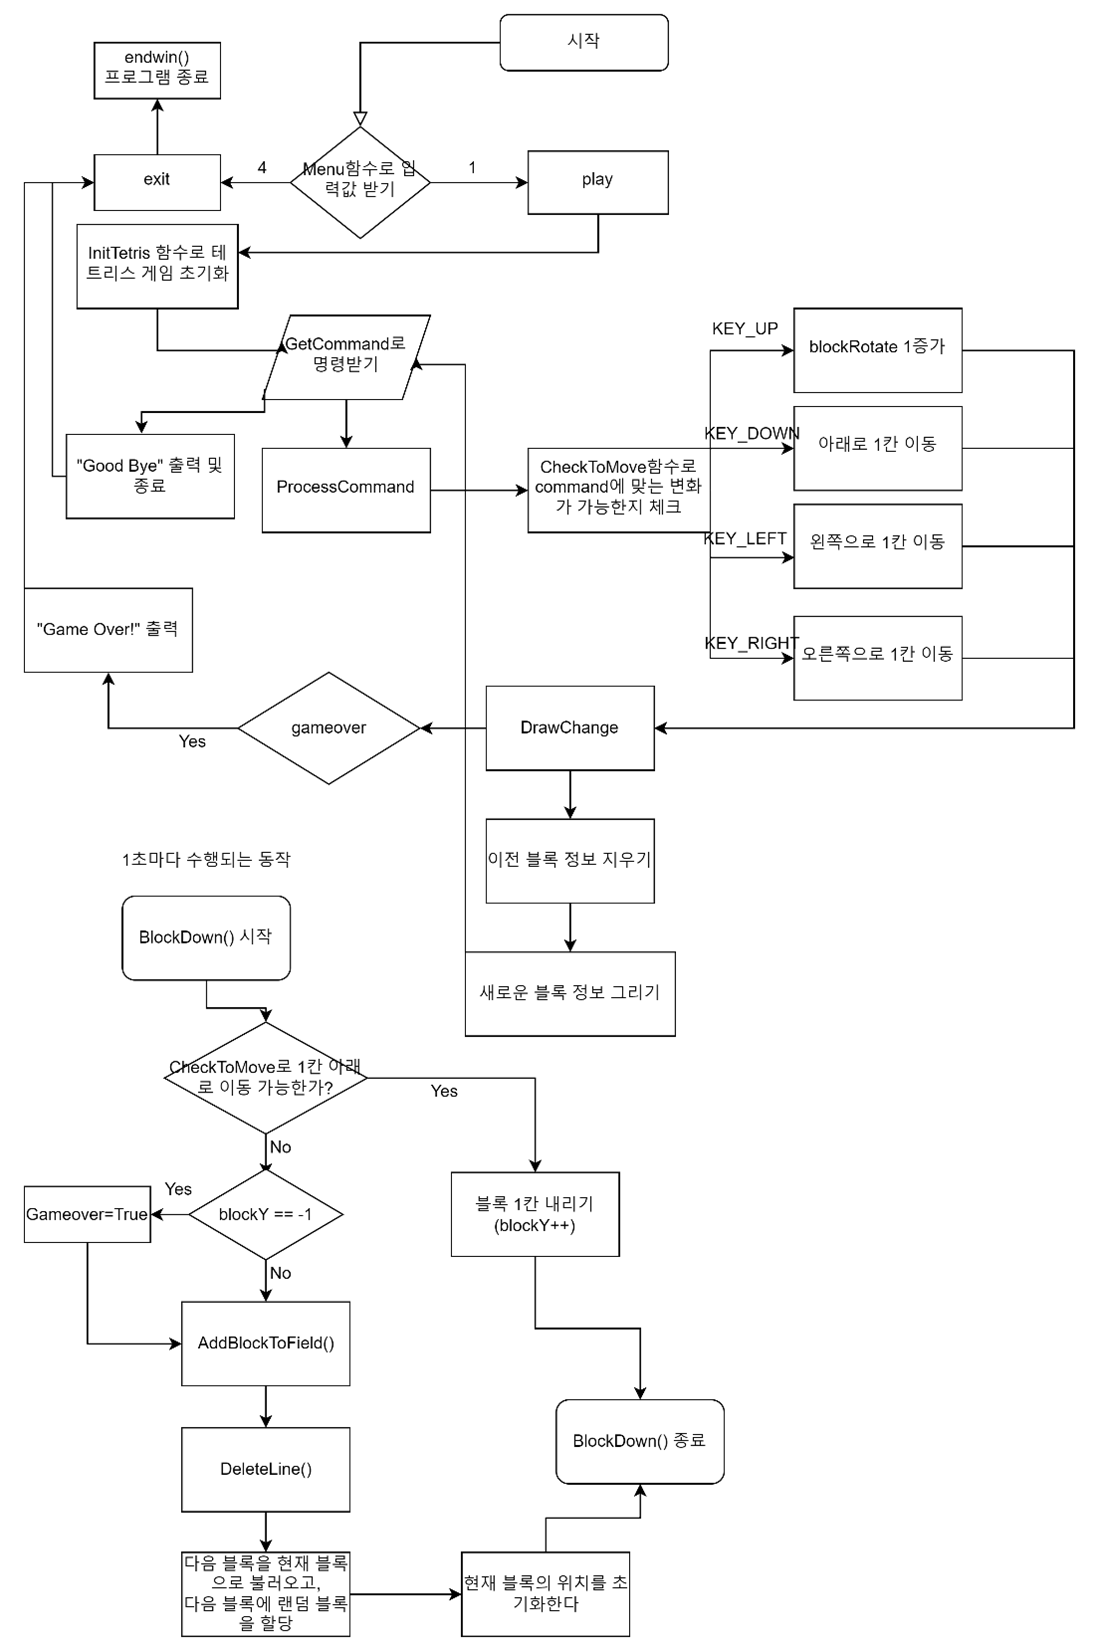 시작
endwin()
프로그램 종료
exit
4
Menu함수로 입
력값 받기
1
play
InitTetris 함수로 테
트리스 게임 초기화
GetCommand로
명령받기
KEY_UP
blockRotate 1증가
KEY_DOWN
아래로 1칸 이동
"Good Bye" 출력 및
종료
ProcessCommand
CheckToMove함수로
command에 맞는 변화
가 가능한지 체크
KEY_LEFT
왼쪽으로 1칸 이동
"Game Over!" 출력
KEY_RIGHT
오른쪽으로 1칸 이동
Yes
gameover
DrawChange
이전 블록 정보 지우기
새로운 블록 정보 그리기
1초마다 수행되는 동작
BlockDown() 시작
CheckToMove로 1칸 아래
로 이동 가능한가?
Yes
No
Yes
Gameover=True
blockY == -1
블록 1칸 내리기
(blockY++)
No
AddBlockToField()
BlockDown() 종료
DeleteLine()
다음 블록을 현재 블록
으로 불러오고,
다음 블록에 랜덤 블록
을 할당
현재 블록의 위치를 초
기화한다